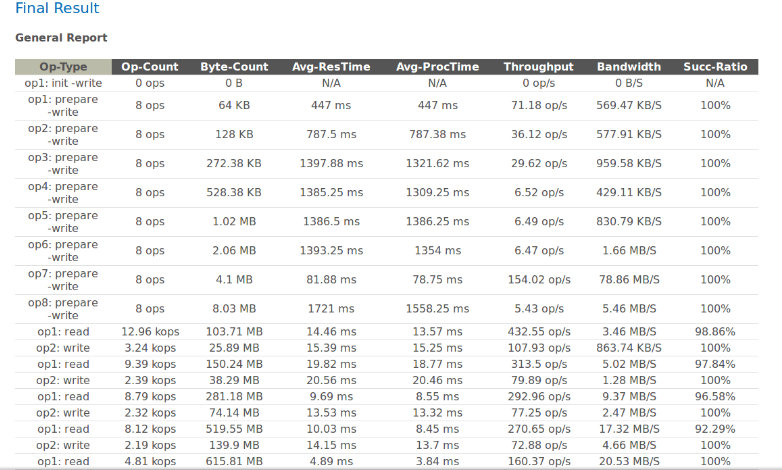 Final Result
General Report
Op-Type Op-Count Byte-Count Avg-ResTime Avg-ProcTime Throughput Bandwidth Succ-Ratio
op1: init -write 0 ops 0 B N/A N/A 0 op/s 0 B/S N/A
op1: prepare
-write 8 ops 64 KB 447 ms 447 ms 71.18 op/s 569.47 KB/S 100%
op2: prepare
-write 8 ops 128 KB 787.5 ms 787.38 ms 36.12 op/s 577.91 KB/S 100%
op3: prepare
-write 8 ops 272.38 KB 1397.88 ms 1321.62 ms 29.62 op/s 959.58 KB/S 100%
op4: prepare
-write 8 ops 528.38 KB 1385.25 ms 1309.25 ms 6.52 op/s 429.11 KB/S 100%
op5: prepare
-write 8 ops 1.02 MB 1386.5 ms 1386.25 ms 6.49 op/s 830.79 KB/S 100%
op6: prepare
-write 8 ops 2.06 MB 1393.25 ms 1354 ms 6.47 op/s 1.66 MB/S 100%
op7: prepare
-write 8 ops 4.1 MB 81.88 ms 78.75 ms 154.02 op/s 78.86 MB/S 100%
op8: prepare
-write 8 ops 8.03 MB 1721 ms 1558.25 ms 5.43 op/s 5.46 MB/S 100%
op1: read 12.96 kops 103.71 MB 14.46 ms 13.57 ms 432.55 op/s 3.46 MB/S 98.86%
op2: write 3.24 kops 25.89 MB 15.39 ms 15.25 ms 107.93 op/s 863.74 KB/S 100%
op1: read 9.39 kops 150.24 MB 19.82 ms 18.77 ms 313.5 op/s 5.02 MB/S 97.84%
op2: write 2.39 kops 38.29 MB 20.56 ms 20.46 ms 79.89 op/s 1.28 MB/S 100%
op1: read 8.79 kops 281.18 MB 9.69 ms 8.55 ms 292.96 op/s 9.37 MB/S 96.58%
op2: write 2.32 kops 74.14 MB 13.53 ms 13.32 ms 77.25 op/s 2.47 MB/S 100%
op1: read 8.12 kops 519.55 MB 10.03 ms 8.45 ms 270.65 op/s 17.32 MB/S 92.29%
op2: write 2.19 kops 139.9 MB 14.15 ms 13.7 ms 72.88 op/s 4.66 MB/S 100%
op1: read 4.81 kops 615.81 MB 4.89 ms 3.84 ms 160.37 op/s 20.53 MB/S 100%